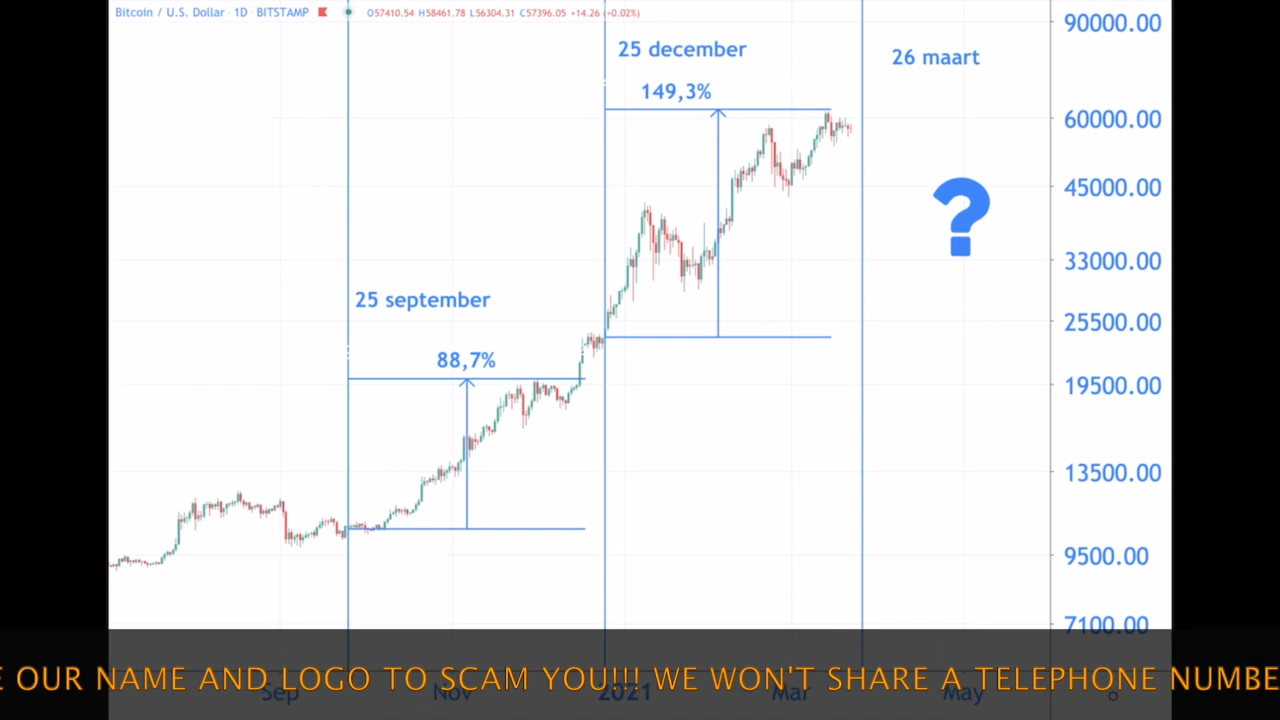 Bitcoin / U.S. Dollar · 1D · BITSTAMP O57410.54 H58461.78 L56304.31 C57396.05 +14.26 (+0.02%)
90000.00
25 december
26 maart
149,3%
60000.00
45000.00
?
33000.00
25 september
25500.00
88,7%
19500.00
13500.00
9500.00
7100.00
E OUR NAME AND LOGO TO SCAM YOU!!! WE WON'T SHARE A TELEPHONE NUMBE
Sep Nov 2021 Mar May